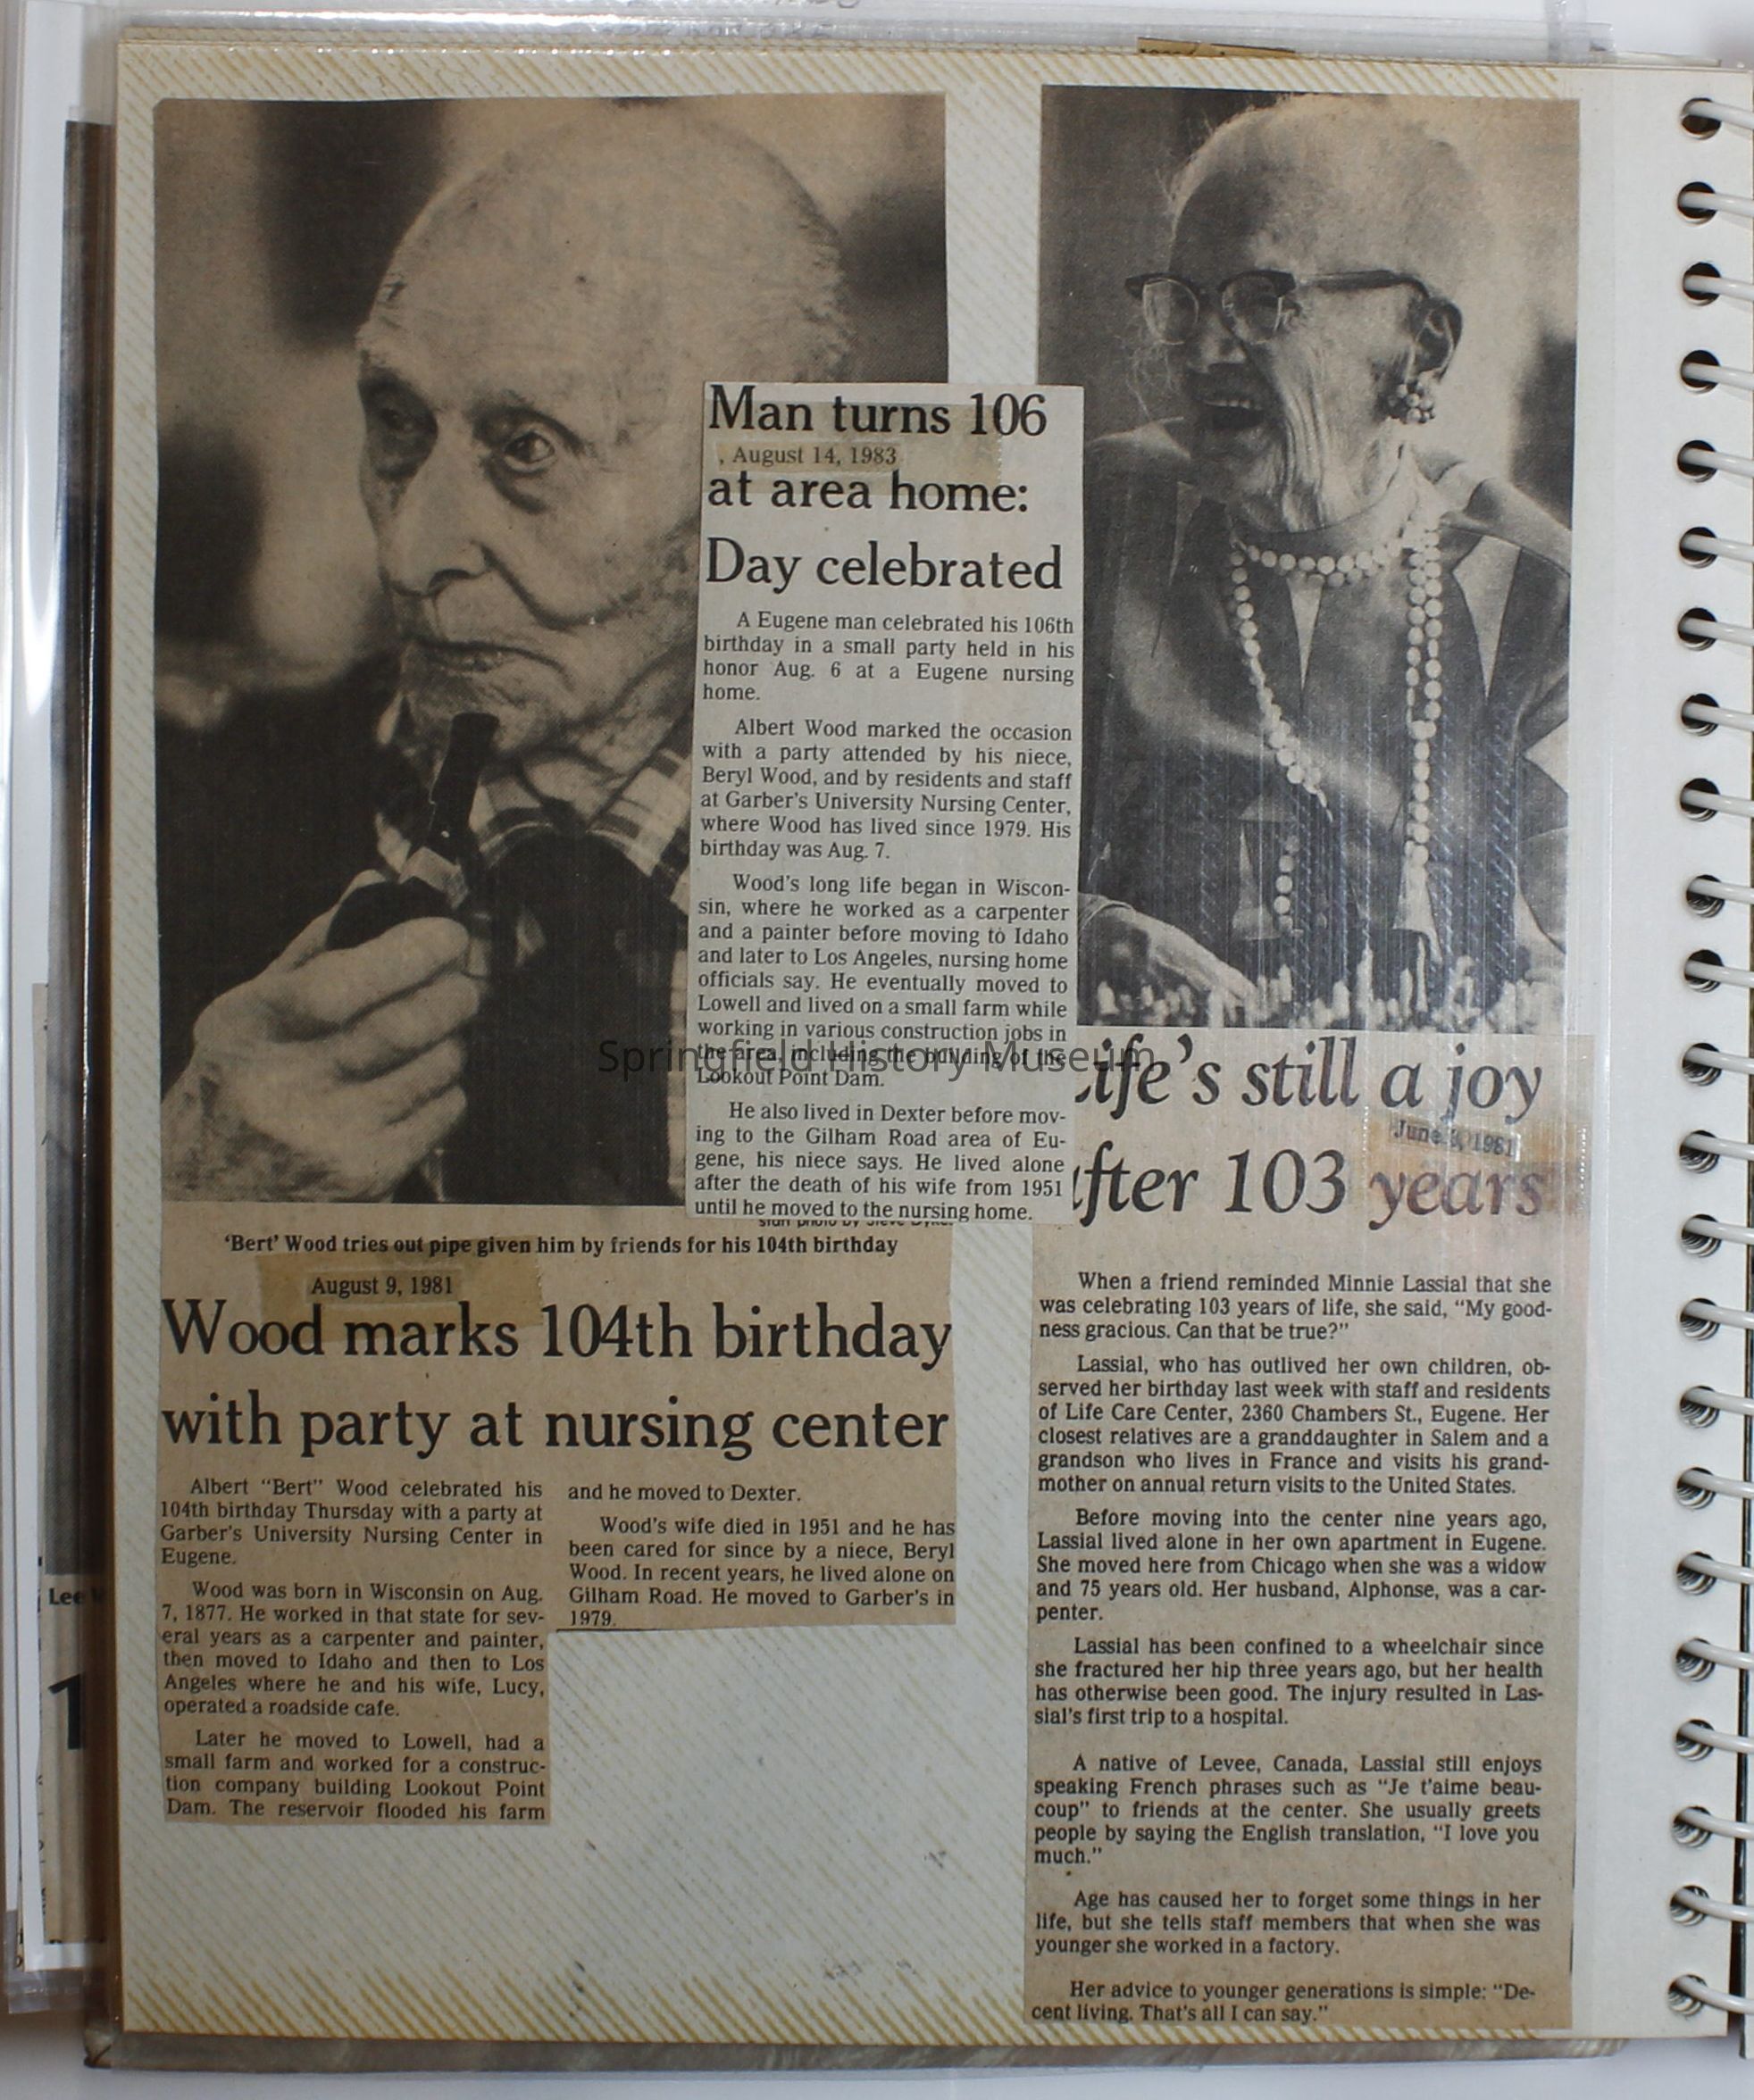 Man turns 106
, August 14, 1983
at area home:
Day celebrated
A Eugene man celebrated his 106th
birthday in a small party held in his
honor Aug. 6 at a Eugene nursing
home.
Albert Wood marked the occasion
with a party attended by his niece,
Beryl Wood, and by residents and staff
at Garber's University Nursing Center,
where Wood has lived since 1979. His
birthday was Aug. 7.
Wood's long life began in Wiscon-
sin, where he worked as a carpenter
and a painter before moving to Idaho
and later to Los Angeles, nursing home
officials say. He eventually moved to
Lowell and lived on a small farm while
working in various construction jobs in
the area, including the building of the
Lookout Point Dam.
He also lived in Dexter before mov-
ing to the Gilham Road area of Eu-
gene, his niece says. He lived alone
after the death of his wife from 1951
until he moved to the nursing home.
Springfield History Museum
staff photo by Steve
'Bert' Wood tries out pipe given him by friends for his 104th birthday
August 9, 1981
Wood marks 104th birthday
with party at nursing center
Albert "Bert" Wood celebrated his
104th birthday Thursday with a party at
Garber's University Nursing Center in
Eugene.
Wood was born in Wisconsin on Aug.
7, 1877. He worked in that state for sev-
eral years as a carpenter and painter,
then moved to Idaho and then to Los
Angeles where he and his wife, Lucy,
operated a roadside cafe.
Later he moved to Lowell, had a
small farm and worked for a construc-
tion company building Lookout Point
Dam. The reservoir flooded his farm
and he moved to Dexter.
Wood's wife died in 1951 and he has
been cared for since by a niece, Beryl
Wood. In recent years, he lived alone on
Gilham Road. He moved to Garber's in
1979.
ife's still a joy
June 1981
fter 103 years
When a friend reminded Minnie Lassial that she
was celebrating 103 years of life, she said, "My good-
ness gracious. Can that be true?"
Lassial, who has outlived her own children, ob-
served her birthday last week with staff and residents
of Life Care Center, 2360 Chambers St., Eugene. Her
closest relatives are a granddaughter in Salem and a
grandson who lives in France and visits his grand-
mother on annual return visits to the United States.
Before moving into the center nine years ago,
Lassial lived alone in her own apartment in Eugene.
She moved here from Chicago when she was a widow
and 75 years old. Her husband, Alphonse, was a car-
penter.
Lassial has been confined to a wheelchair since
she fractured her hip three years ago, but her health
has otherwise been good. The injury resulted in Las-
sial's first trip to a hospital.
A native of Levee, Canada, Lassial still enjoys
speaking French phrases such as "Je t'aime beau-
coup" to friends at the center. She usually greets
people by saying the English translation, "I love you
much."
Age has caused her to forget some things in her
life, but she tells staff members that when she was
younger she worked in a factory.
Her advice to younger generations is simple: "De-
cent living. That's all I can say."
Lee
1